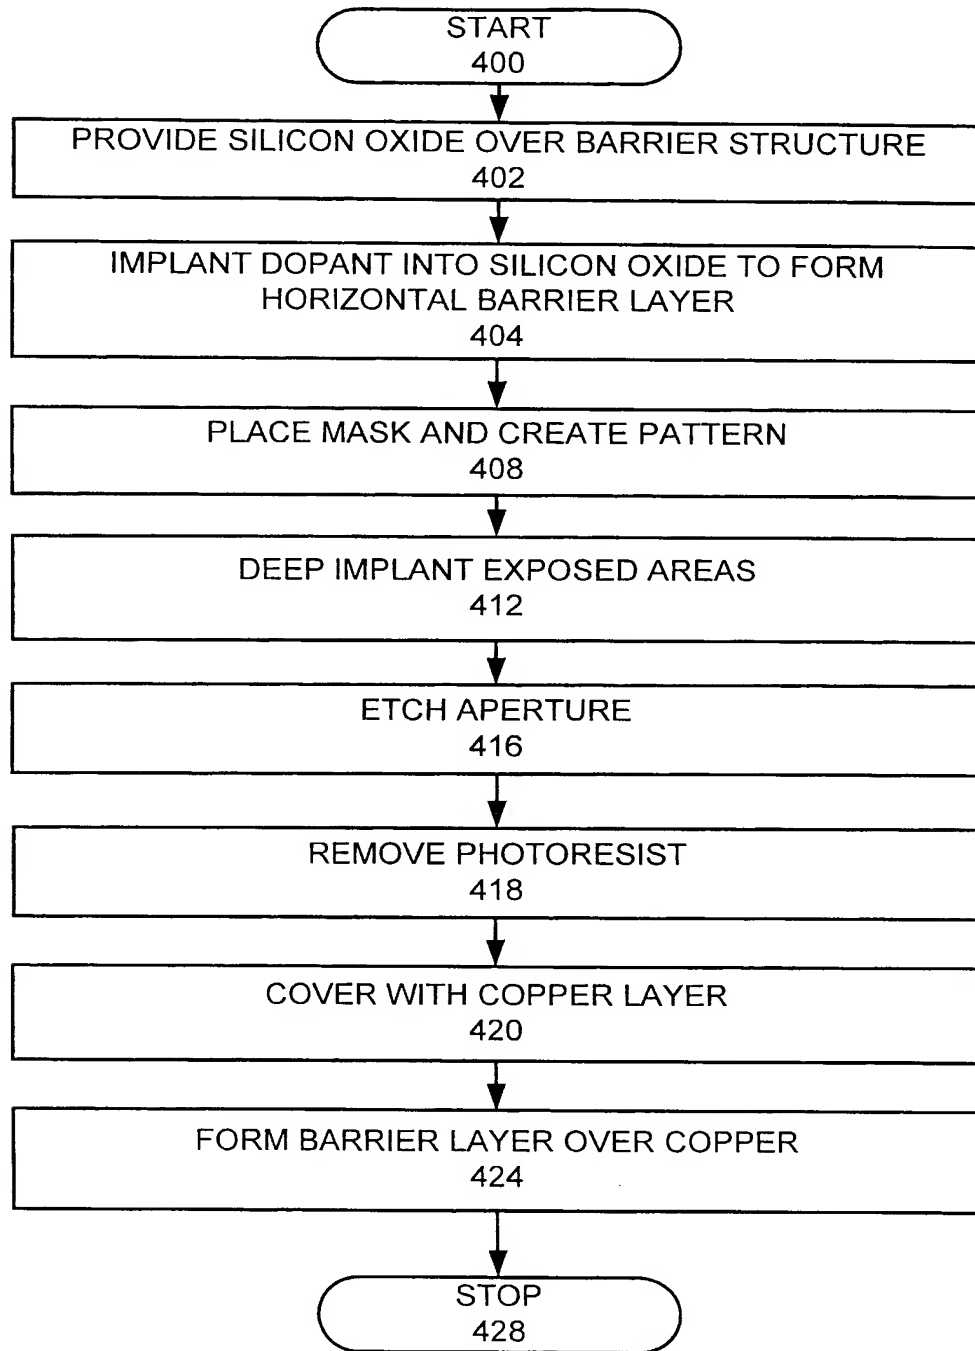 START
400
PROVIDE SILICON OXIDE OVER BARRIER STRUCTURE
402
IMPLANT DOPANT INTO SILICON OXIDE TO FORM
HORIZONTAL BARRIER LAYER
404
PLACE MASK AND CREATE PATTERN
408
DEEP IMPLANT EXPOSED AREAS
412
ETCH APERTURE
416
REMOVE PHOTORESIST
418
COVER WITH COPPER LAYER
420
FORM BARRIER LAYER OVER COPPER
424
STOP
428